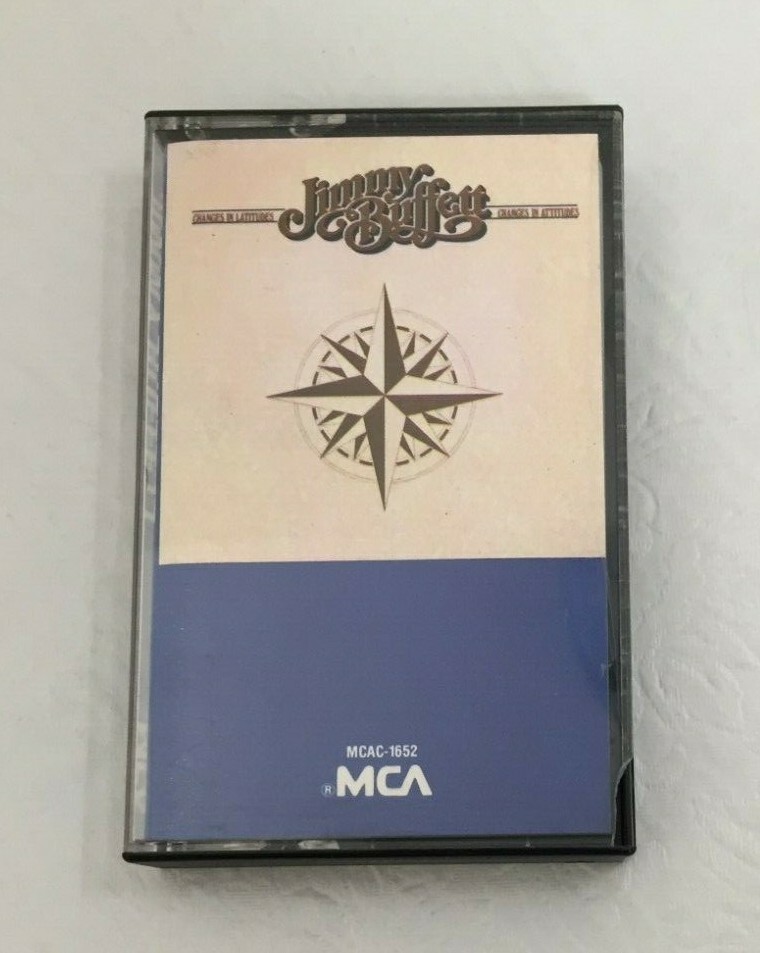 CHANGES IN LATITUDES Jimmy Buffett CHANGES IN ATTITUDES
MCAC-1652
® MCA